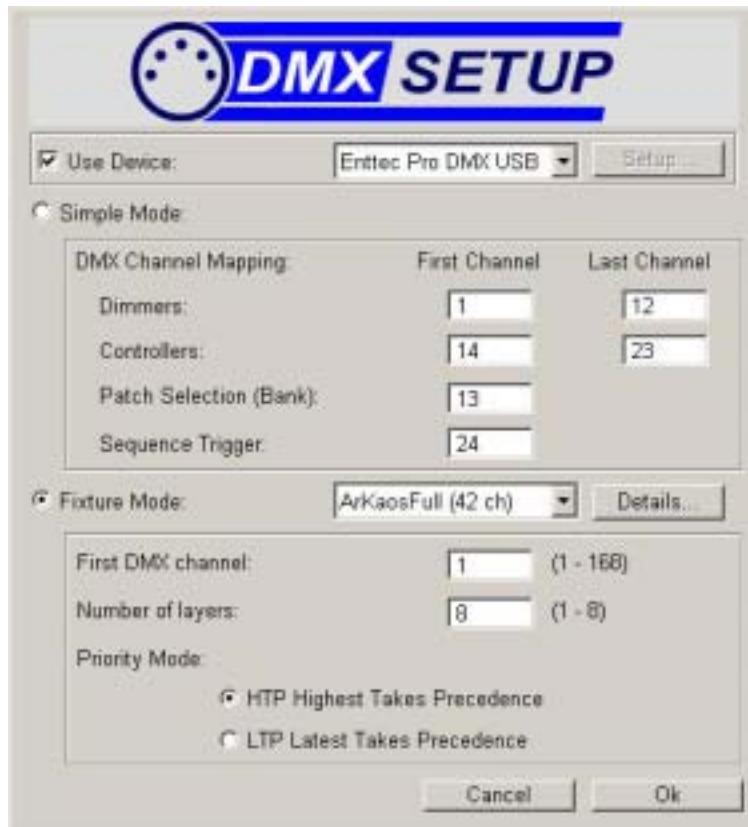 DMX SETUP
Use Device: Enttec Pro DMX USB Setup...
Simple Mode:
DMX Channel Mapping: First Channel Last Channel
Dimmers: 1 12
Controllers: 14 23
Patch Selection (Bank): 13
Sequence Trigger: 24
Fixture Mode: ArKaosFull (42 ch) Details...
First DMX channel: 1 (1 - 168)
Number of layers: 8 (1 - 8)
Priority Mode:
HTP Highest Takes Precedence
LTP Latest Takes Precedence
Cancel Ok